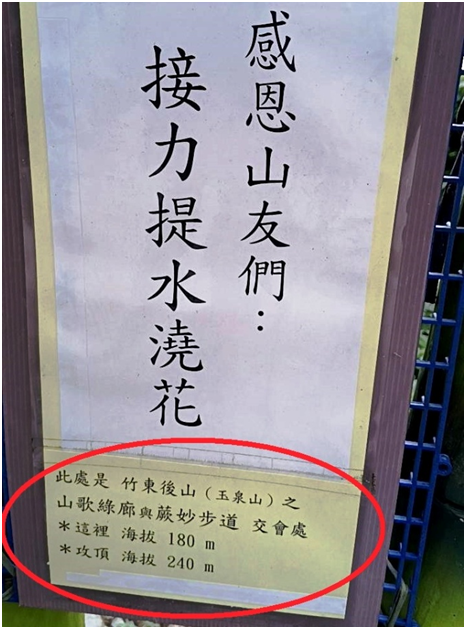 感恩山友們：
接力提水澆花
此處是 竹東後山（玉泉山）之
山歌綠廊與蕨妙步道 交會處
＊這裡 海拔 180 m
＊攻頂 海拔 240 m